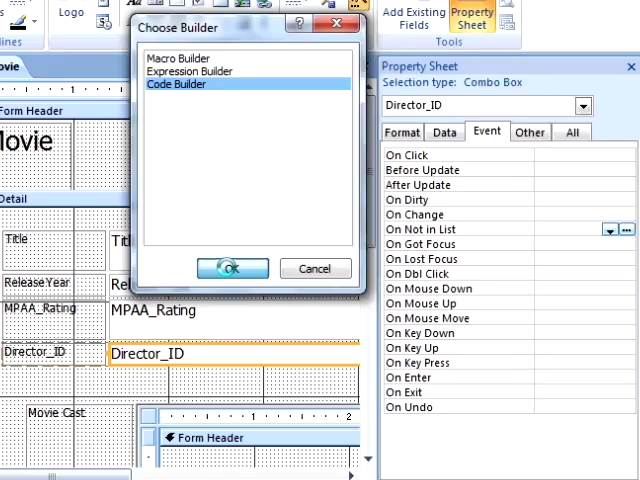 Logo
Add Existing
Fields
Property
Sheet
Tools
Choose Builder
Macro Builder
Expression Builder
Code Builder
OK
Cancel
Form Header
Detail
Title
ReleaseYear
MPAA_Rating
MPAA_Rating
Director_ID
Director_ID
Movie Cast
1
1
2
Form Header
Property Sheet
Selection type: Combo Box
Director_ID
Format
Data
Event
Other
All
On Click
Before Update
After Update
On Dirty
On Change
On Not in List
On Got Focus
On Lost Focus
On Dbl Click
On Mouse Down
On Mouse Up
On Mouse Move
On Key Down
On Key Up
On Key Press
On Enter
On Exit
On Undo